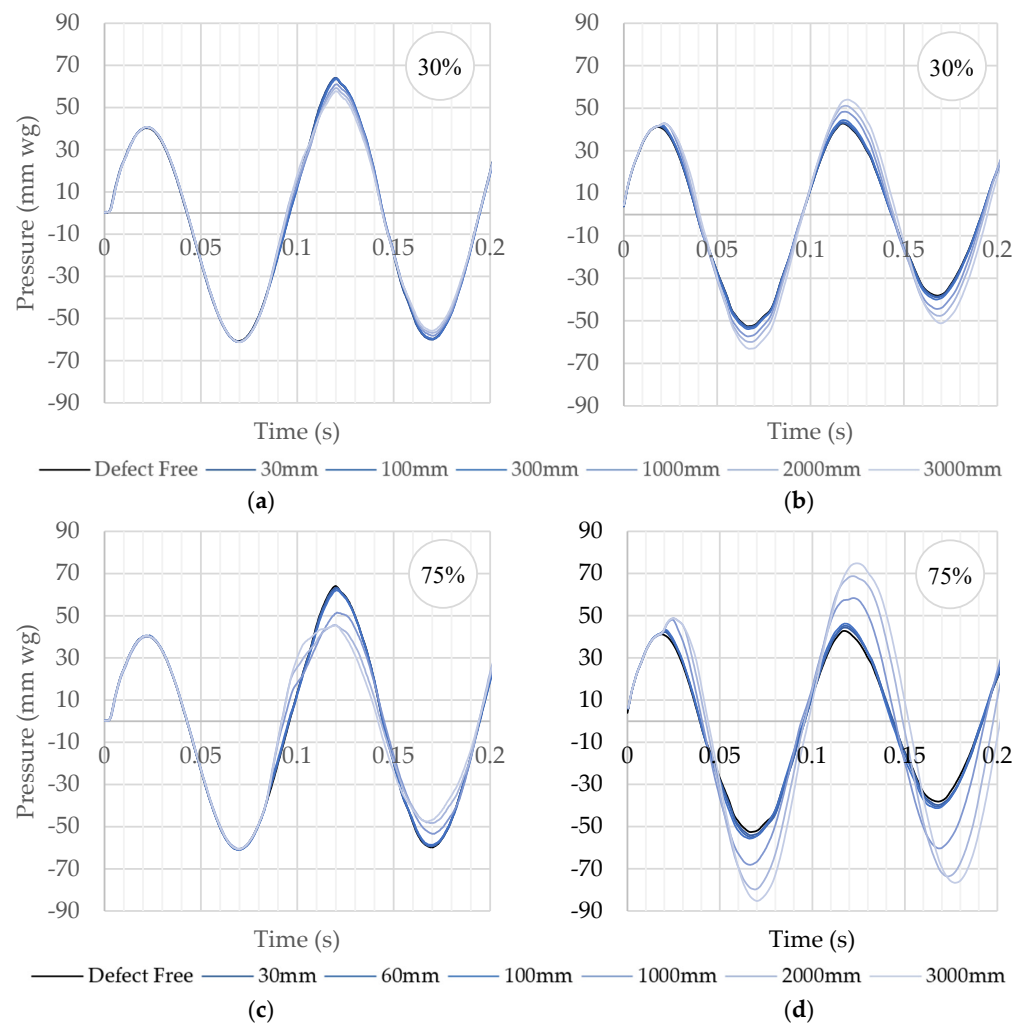 90 70 50 30 10 -10 -30 -50 -70 -90
Pressure (mm wg)
0 0.05 0.1 0.15 0.2
Time (s)
30%
90 70 50 30 10 -10 -30 -50 -70 -90
0 0.05 0.1 0.15 0.2
Time (s)
30%
Defect Free 30mm 100mm 300mm 1000mm 2000mm 3000mm
(a) (b)
90 70 50 30 10 -10 -30 -50 -70 -90
Pressure (mm wg)
0 0.05 0.1 0.15 0.2
Time (s)
75%
90 70 50 30 10 -10 -30 -50 -70 -90
0 0.05 0.1 0.15 0.2
Time (s)
75%
Defect Free 30mm 60mm 100mm 1000mm 2000mm 3000mm
(c) (d)